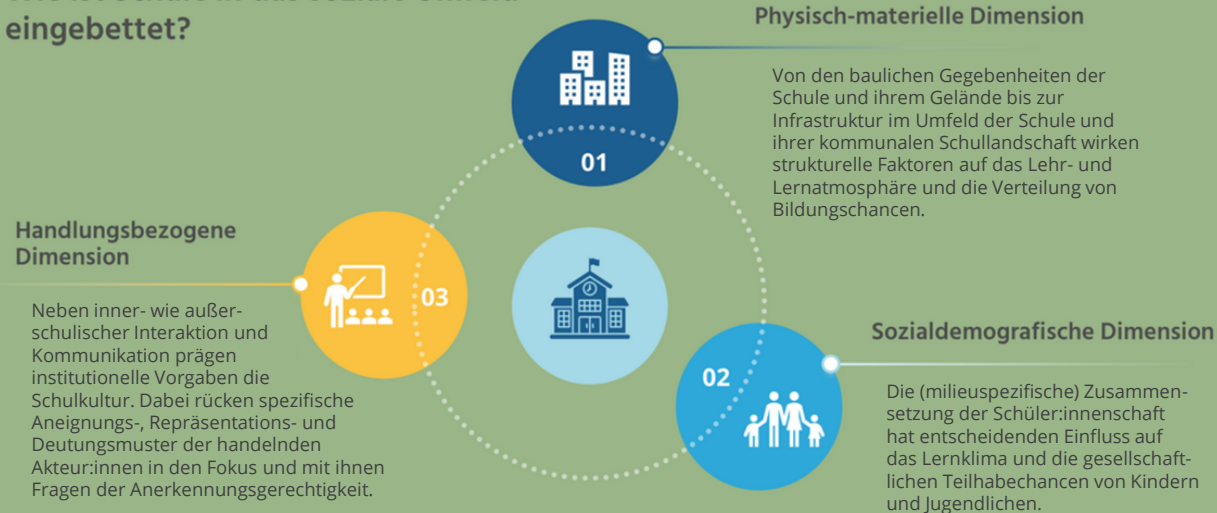 eingebettet?
Physisch-materielle Dimension
Von den baulichen Gegebenheiten der
Schule und ihrem Gelände bis zur
Infrastruktur im Umfeld der Schule und
ihrer kommunalen Schullandschaft wirken
strukturelle Faktoren auf das Lehr- und
Lernatmosphäre und die Verteilung von
Bildungschancen.
01
Handlungsbezogene
Dimension
03
Neben inner- wie außer-
schulischer Interaktion und
Kommunikation prägen
institutionelle Vorgaben die
Schulkultur. Dabei rücken spezifische
Aneignungs-, Repräsentations- und
Deutungsmuster der handelnden
Akteur:innen in den Fokus und mit ihnen
Fragen der Anerkennungsgerechtigkeit.
02
Sozialdemografische Dimension
Die (milieuspezifische) Zusammen-
setzung der Schüler:innenschaft
hat entscheidenden Einfluss auf
das Lernklima und die gesellschaft-
lichen Teilhabechancen von Kindern
und Jugendlichen.